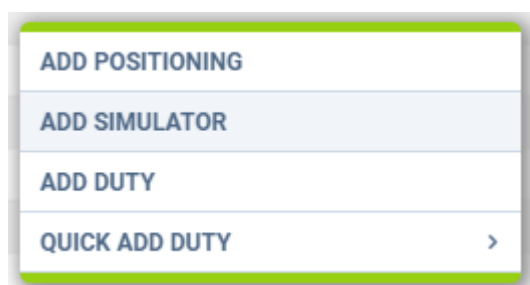 ADD POSITIONING
ADD SIMULATOR
ADD DUTY
QUICK ADD DUTY